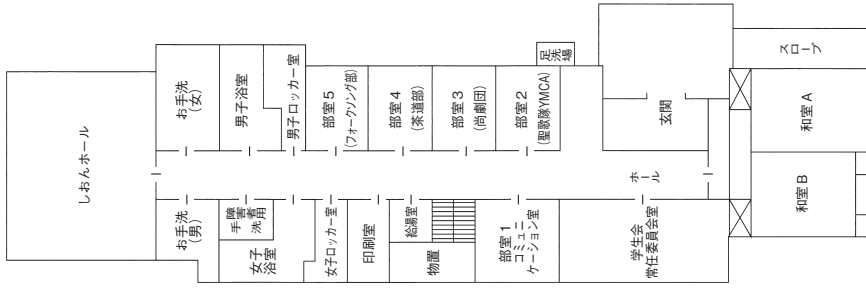 しおんホール
お手洗
(女)
男子浴室
男子ロッカー室
部室5
(フォークソング部)
部室4
(茶道部)
部室3
(尚劇団)
部室2
(聖歌隊YMCA)
足洗場
玄関
スロープ
和室A
和室B
ホール
お手洗
(男)
障害者用
手洗
女子
浴室
女子ロッカー室
印刷室
給湯室
物置
部室1
コミュニ
ケーション室
学生会
常任委員会室